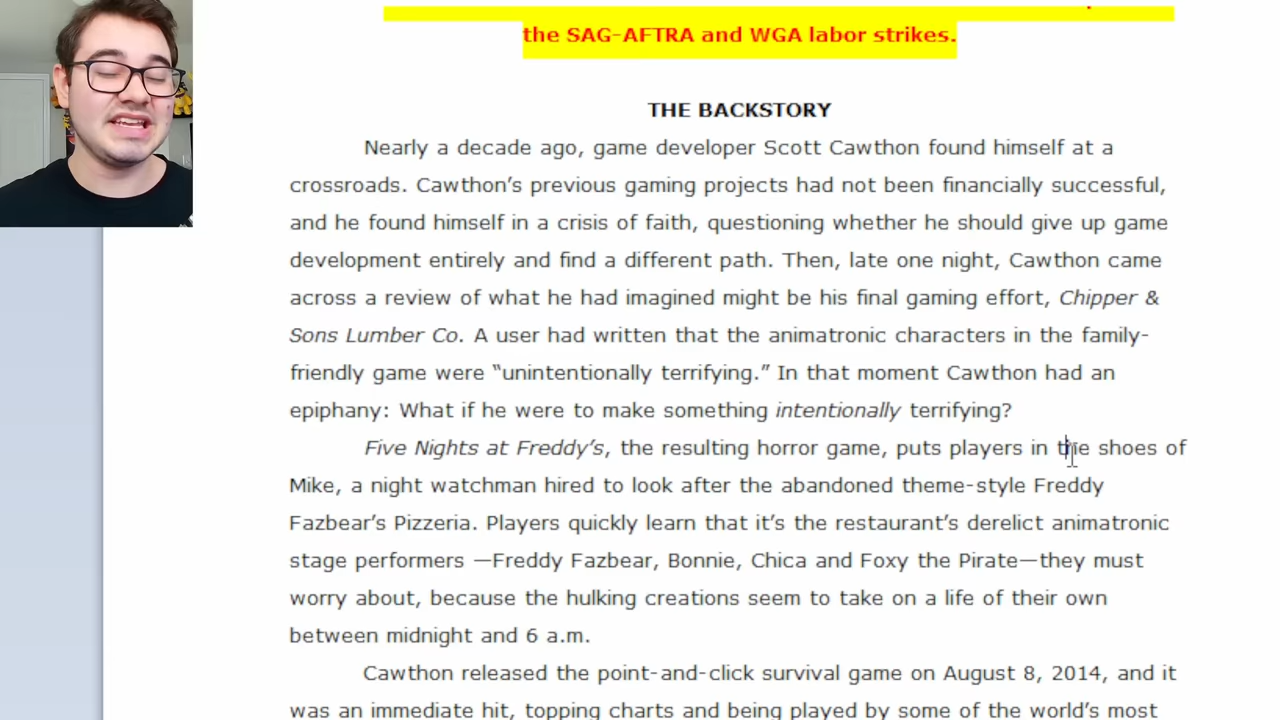 the SAG-AFTRA and WGA labor strikes.
THE BACKSTORY
Nearly a decade ago, game developer Scott Cawthon found himself at a
crossroads. Cawthon’s previous gaming projects had not been financially successful,
and he found himself in a crisis of faith, questioning whether he should give up game
development entirely and find a different path. Then, late one night, Cawthon came
across a review of what he had imagined might be his final gaming effort, Chipper &
Sons Lumber Co. A user had written that the animatronic characters in the family-
friendly game were “unintentionally terrifying.” In that moment Cawthon had an
epiphany: What if he were to make something intentionally terrifying?
Five Nights at Freddy’s, the resulting horror game, puts players in the shoes of
Mike, a night watchman hired to look after the abandoned theme-style Freddy
Fazbear’s Pizzeria. Players quickly learn that it’s the restaurant’s derelict animatronic
stage performers —Freddy Fazbear, Bonnie, Chica and Foxy the Pirate—they must
worry about, because the hulking creations seem to take on a life of their own
between midnight and 6 a.m.
Cawthon released the point-and-click survival game on August 8, 2014, and it
was an immediate hit, topping charts and being played by some of the world’s most